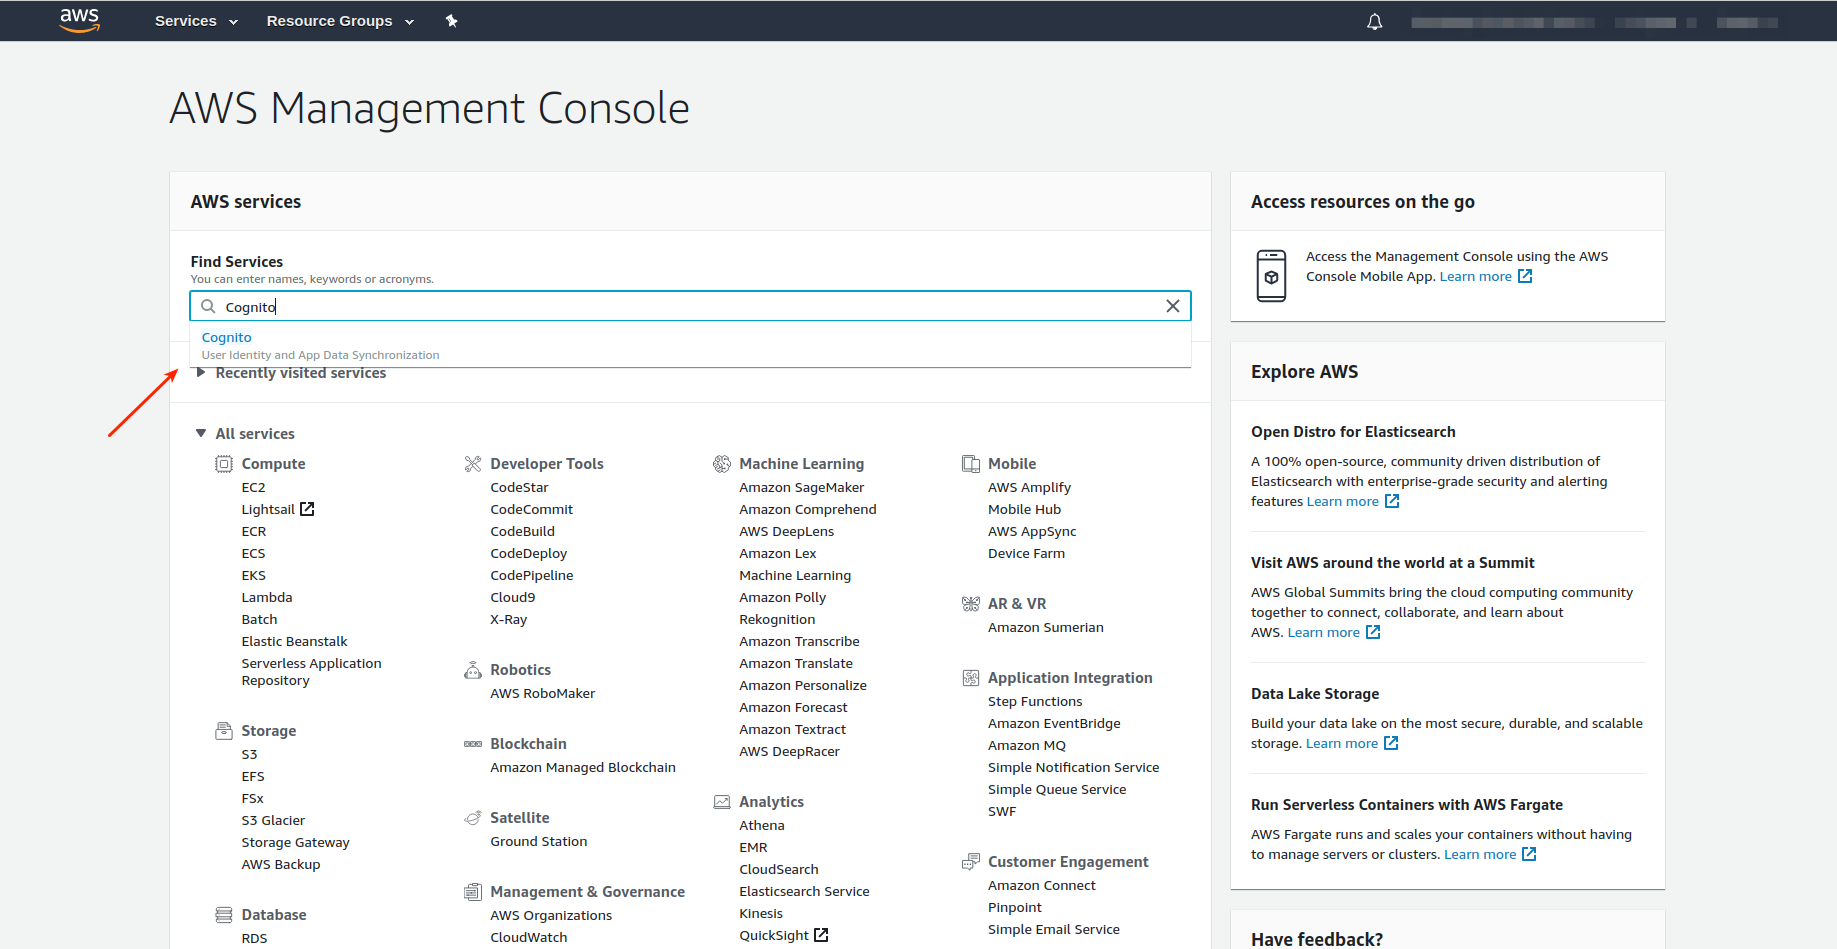 aws
Services
Resource Groups
AWS Management Console
AWS services
Find Services
You can enter names, keywords or acronyms.
Cognito
Cognito
User Identity and App Data Synchronization
Recently visited services
All services
Compute
EC2
Lightsail
ECR
ECS
EKS
Lambda
Batch
Elastic Beanstalk
Serverless Application
Repository
Storage
S3
EFS
FSx
S3 Glacier
Storage Gateway
AWS Backup
Database
RDS
Developer Tools
CodeStar
CodeCommit
CodeBuild
CodeDeploy
CodePipeline
Cloud9
X-Ray
Robotics
AWS RoboMaker
Blockchain
Amazon Managed Blockchain
Satellite
Ground Station
Management & Governance
AWS Organizations
CloudWatch
Machine Learning
Amazon SageMaker
Amazon Comprehend
AWS DeepLens
Amazon Lex
Machine Learning
Amazon Polly
Rekognition
Amazon Transcribe
Amazon Translate
Amazon Personalize
Amazon Forecast
Amazon Textract
AWS DeepRacer
Analytics
Athena
EMR
CloudSearch
Elasticsearch Service
Kinesis
QuickSight
Mobile
AWS Amplify
Mobile Hub
AWS AppSync
Device Farm
AR & VR
Amazon Sumerian
Application Integration
Step Functions
Amazon EventBridge
Amazon MQ
Simple Notification Service
Simple Queue Service
SWF
Customer Engagement
Amazon Connect
Pinpoint
Simple Email Service
Access resources on the go
Access the Management Console using the AWS
Console Mobile App. Learn more
Explore AWS
Open Distro for Elasticsearch
A 100% open-source, community driven distribution of
Elasticsearch with enterprise-grade security and alerting
features Learn more
Visit AWS around the world at a Summit
AWS Global Summits bring the cloud computing community
together to connect, collaborate, and learn about
AWS. Learn more
Data Lake Storage
Build your data lake on the most secure, durable, and scalable
storage. Learn more
Run Serverless Containers with AWS Fargate
AWS Fargate runs and scales your containers without having
to manage servers or clusters. Learn more
Have feedback?